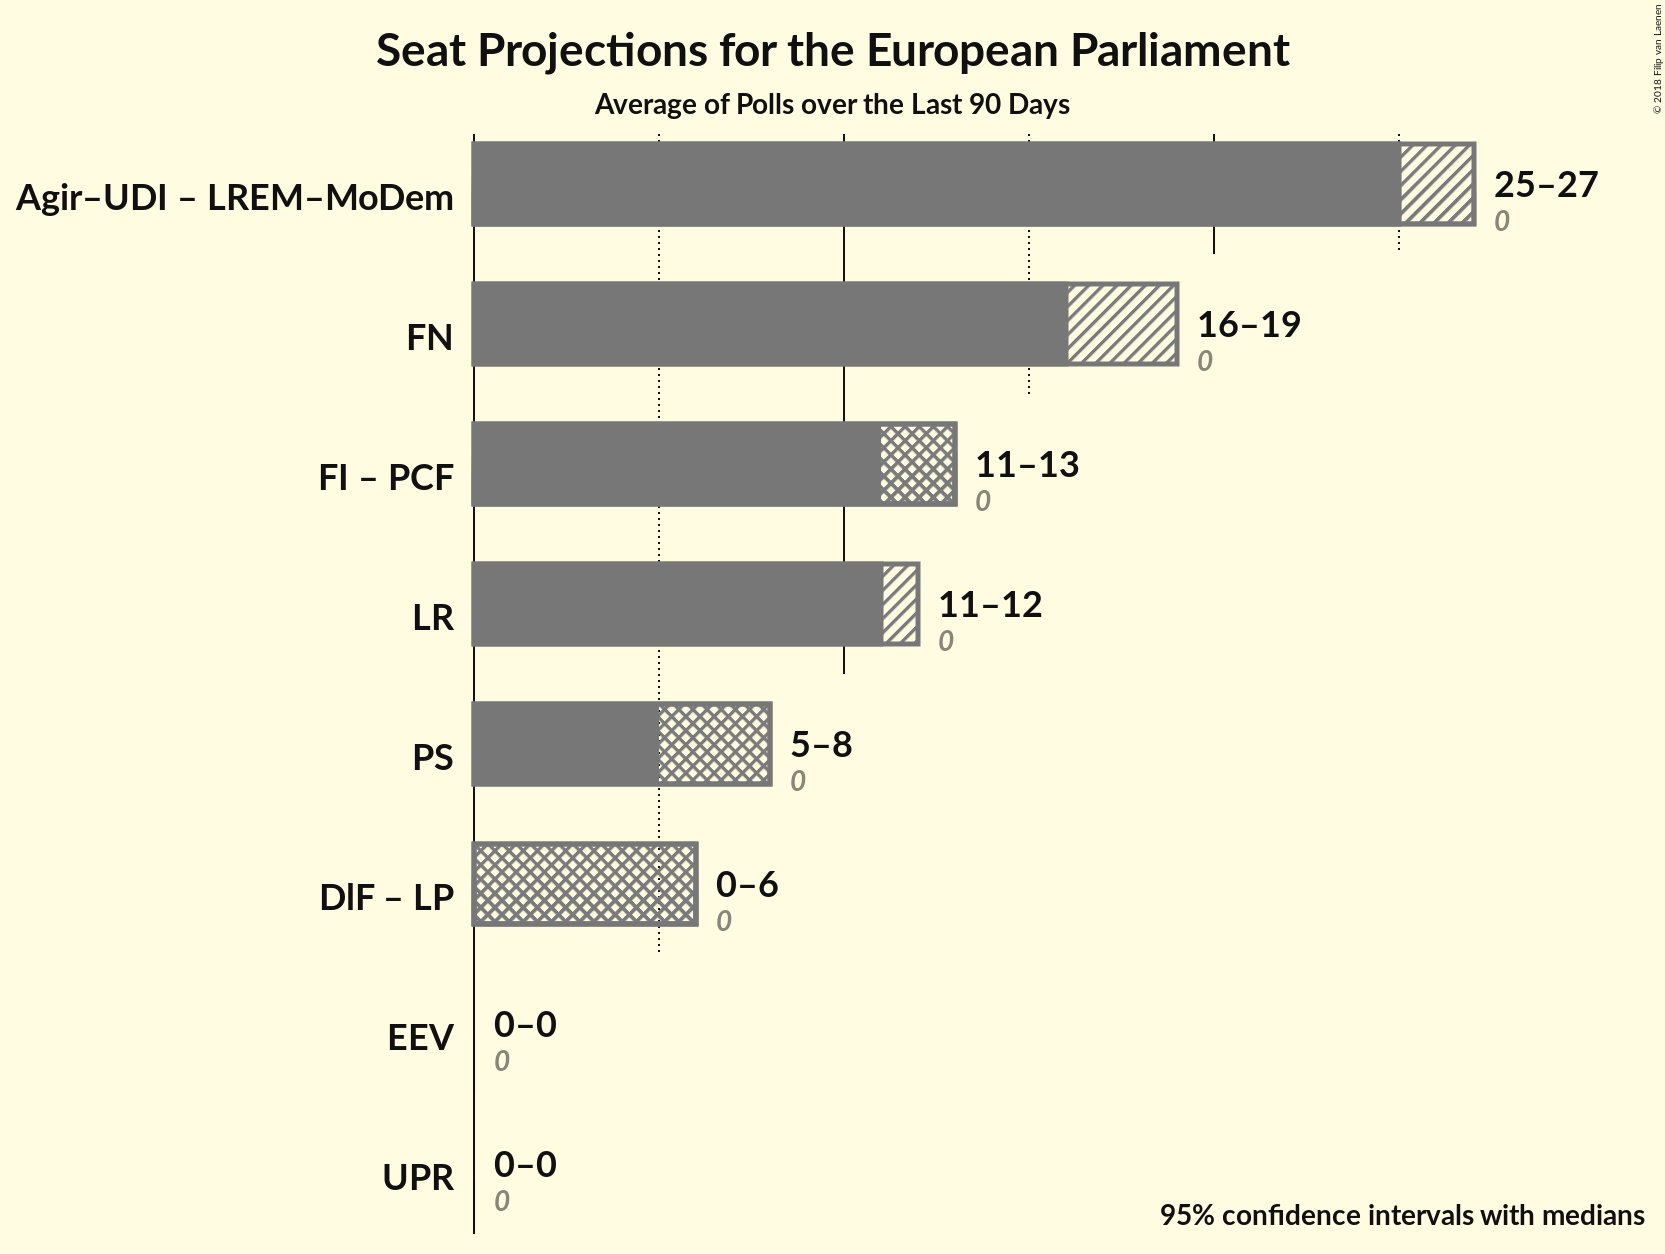 Seat Projections for the European Parliament
Average of Polls over the Last 90 Days
© 2018 Filip van Laenen
Agir–UDI – LREM–MoDem
25–27
0
FN
16–19
0
FI – PCF
11–13
0
LR
11–12
0
PS
5–8
0
DlF – LP
0–6
0
EEV
0–0
0
UPR
0–0
0
95% confidence intervals with medians